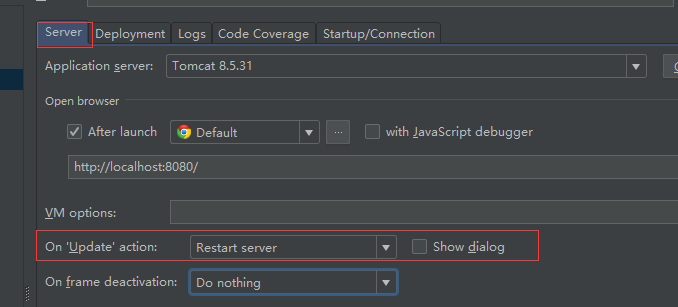 Server Deployment Logs Code Coverage Startup/Connection
Application server: Tomcat 8.5.31
Open browser
After launch Default ... with JavaScript debugger
http://localhost:8080/
VM options:
On 'Update' action: Restart server Show dialog
On frame deactivation: Do nothing